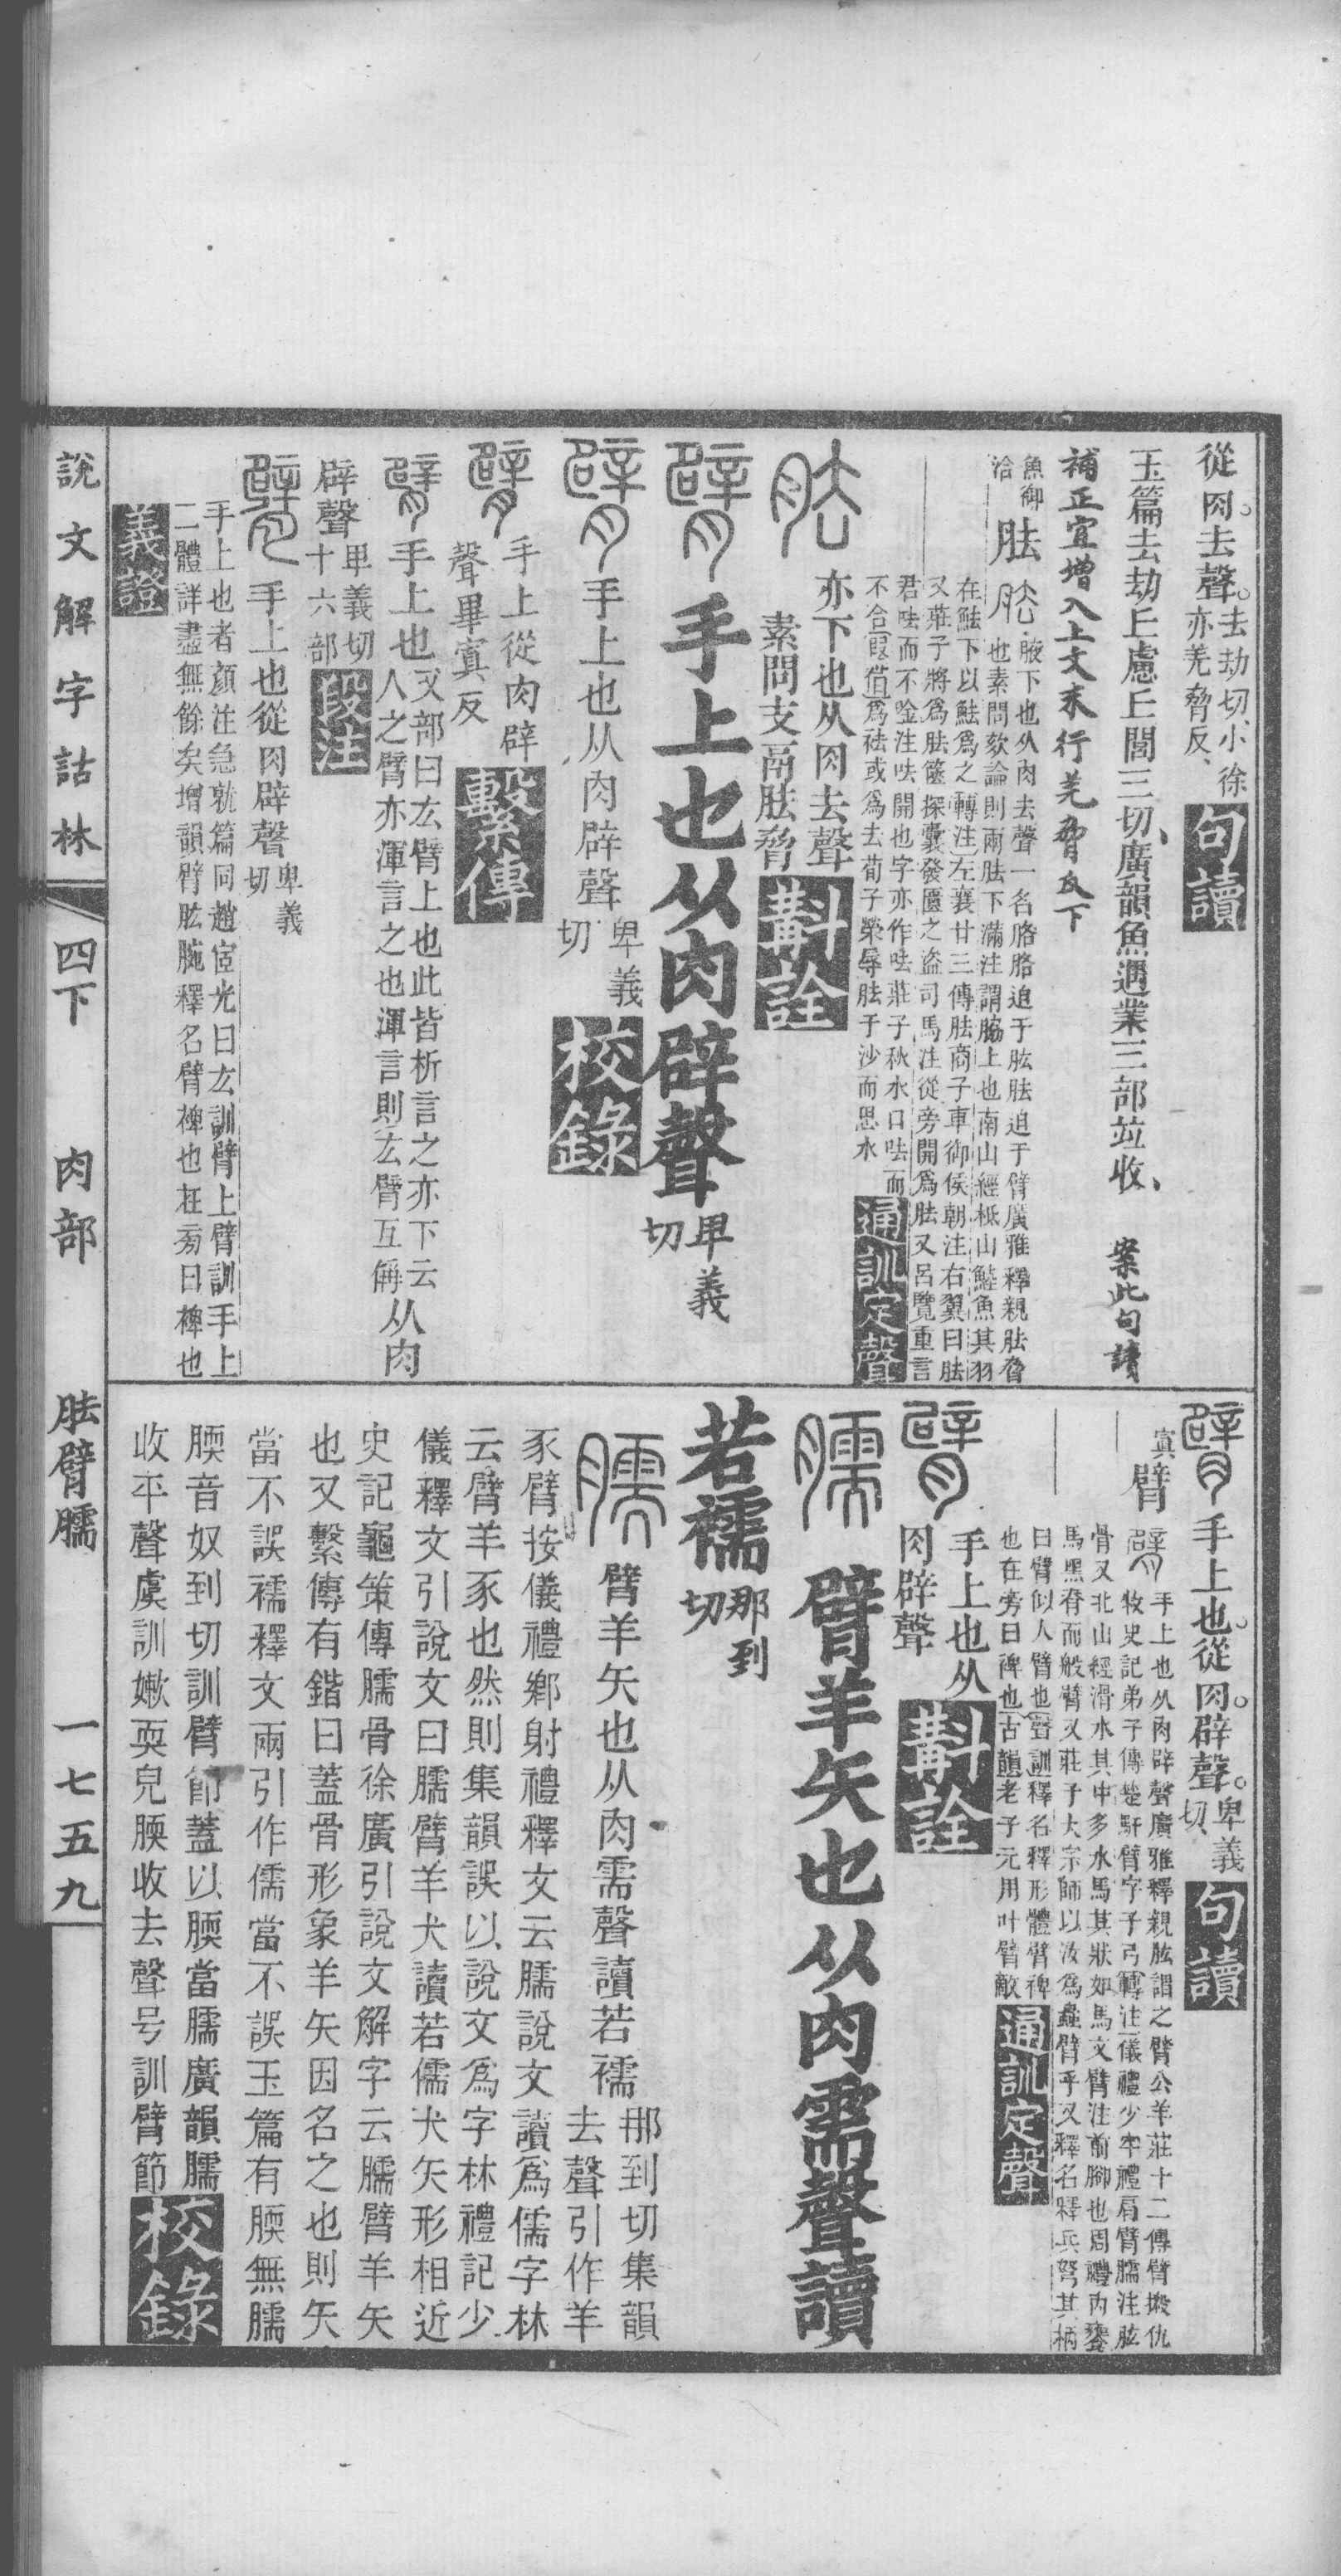 從肉去聲去劫切小徐亦羌脅反句讀
玉篇去劫丘慮丘閭三切廣韻魚遇業三部竝收 案此句讀
補正宜增入上文末行羌脅反下
魚御洽
胠
腋下也从肉去聲一名胳胳迫于肱胠迫于臂廣雅釋親胠脅
也素問欬論則兩胠下滿注謂脇上也南山經柢山鯥魚其羽
在鮭下以鮭爲之轉注左襄廿三傳胠商子車御侯朝注右翼曰胠
又莊子將爲胠篋探囊發匱之盗司馬注從旁開爲胠又呂覽重言
君呿而不唫注呿開也字亦作呿莊子秋水口呿而
不合叚借爲袪或爲去荀子榮辱胠于沙而思水
通訓定聲
亦下也从肉去聲
素問支鬲胠脅
斠詮
手上也从肉辟聲卑義切
手上也从肉辟聲卑義切校錄
手上從肉辟
聲畢寘反
繫傳
手上也又部曰厷臂上也此皆析言之亦下云
人之臂亦渾言之也渾言則厷臂互偁从肉
辟聲卑義切十六部段注
手上也從肉辟聲卑義切
手上也者顏注急就篇同趙宧光曰厷訓臂上臂訓手上
二體詳盡無餘矣增韻臂肱腕釋名臂裨也在旁曰裨也
義證
手上也從肉辟聲卑義切句讀
寘
臂
手上也从肉辟聲廣雅釋親肱謂之臂公羊莊十二傳臂摋仇
牧史記弟子傳楚馯臂字子弓轉注儀禮少牢禮肩臂臑注肱
骨又北山經滑水其中多水馬其狀如馬文臂注前腳也周禮內饔
馬黑脊而般臂又莊子大宗師以汝爲蟲臂乎又釋名釋兵弩其柄
曰臂似人臂也聲訓釋名釋形體臂裨
也在旁曰裨也古韻老子元用叶臂敵
通訓定聲
手上也从
肉辟聲
斠詮
臂羊矢也从肉需聲讀
若襦那到切
臂羊矢也从肉需聲讀若襦那到切集韻
去聲引作羊
豕臂按儀禮鄉射禮釋文云臑說文讀爲儒字林
云臂羊豕也然則集韻誤以說文爲字林禮記少
儀釋文引說文曰臑臂羊犬讀若儒犬矢形相近
史記龜策傳臑骨徐廣引說文解字云臑臂羊矢
也又繫傳有鍇曰蓋骨形象羊矢因名之也則矢
當不誤襦釋文兩引作儒當不誤玉篇有腝無臑
腝音奴到切訓臂節蓋以腝當臑廣韻臑
收平聲虞訓嫰耎皃腝收去聲号訓臂節
校錄
說文解字詁林
四下
肉部
胠臂臑
一七五九